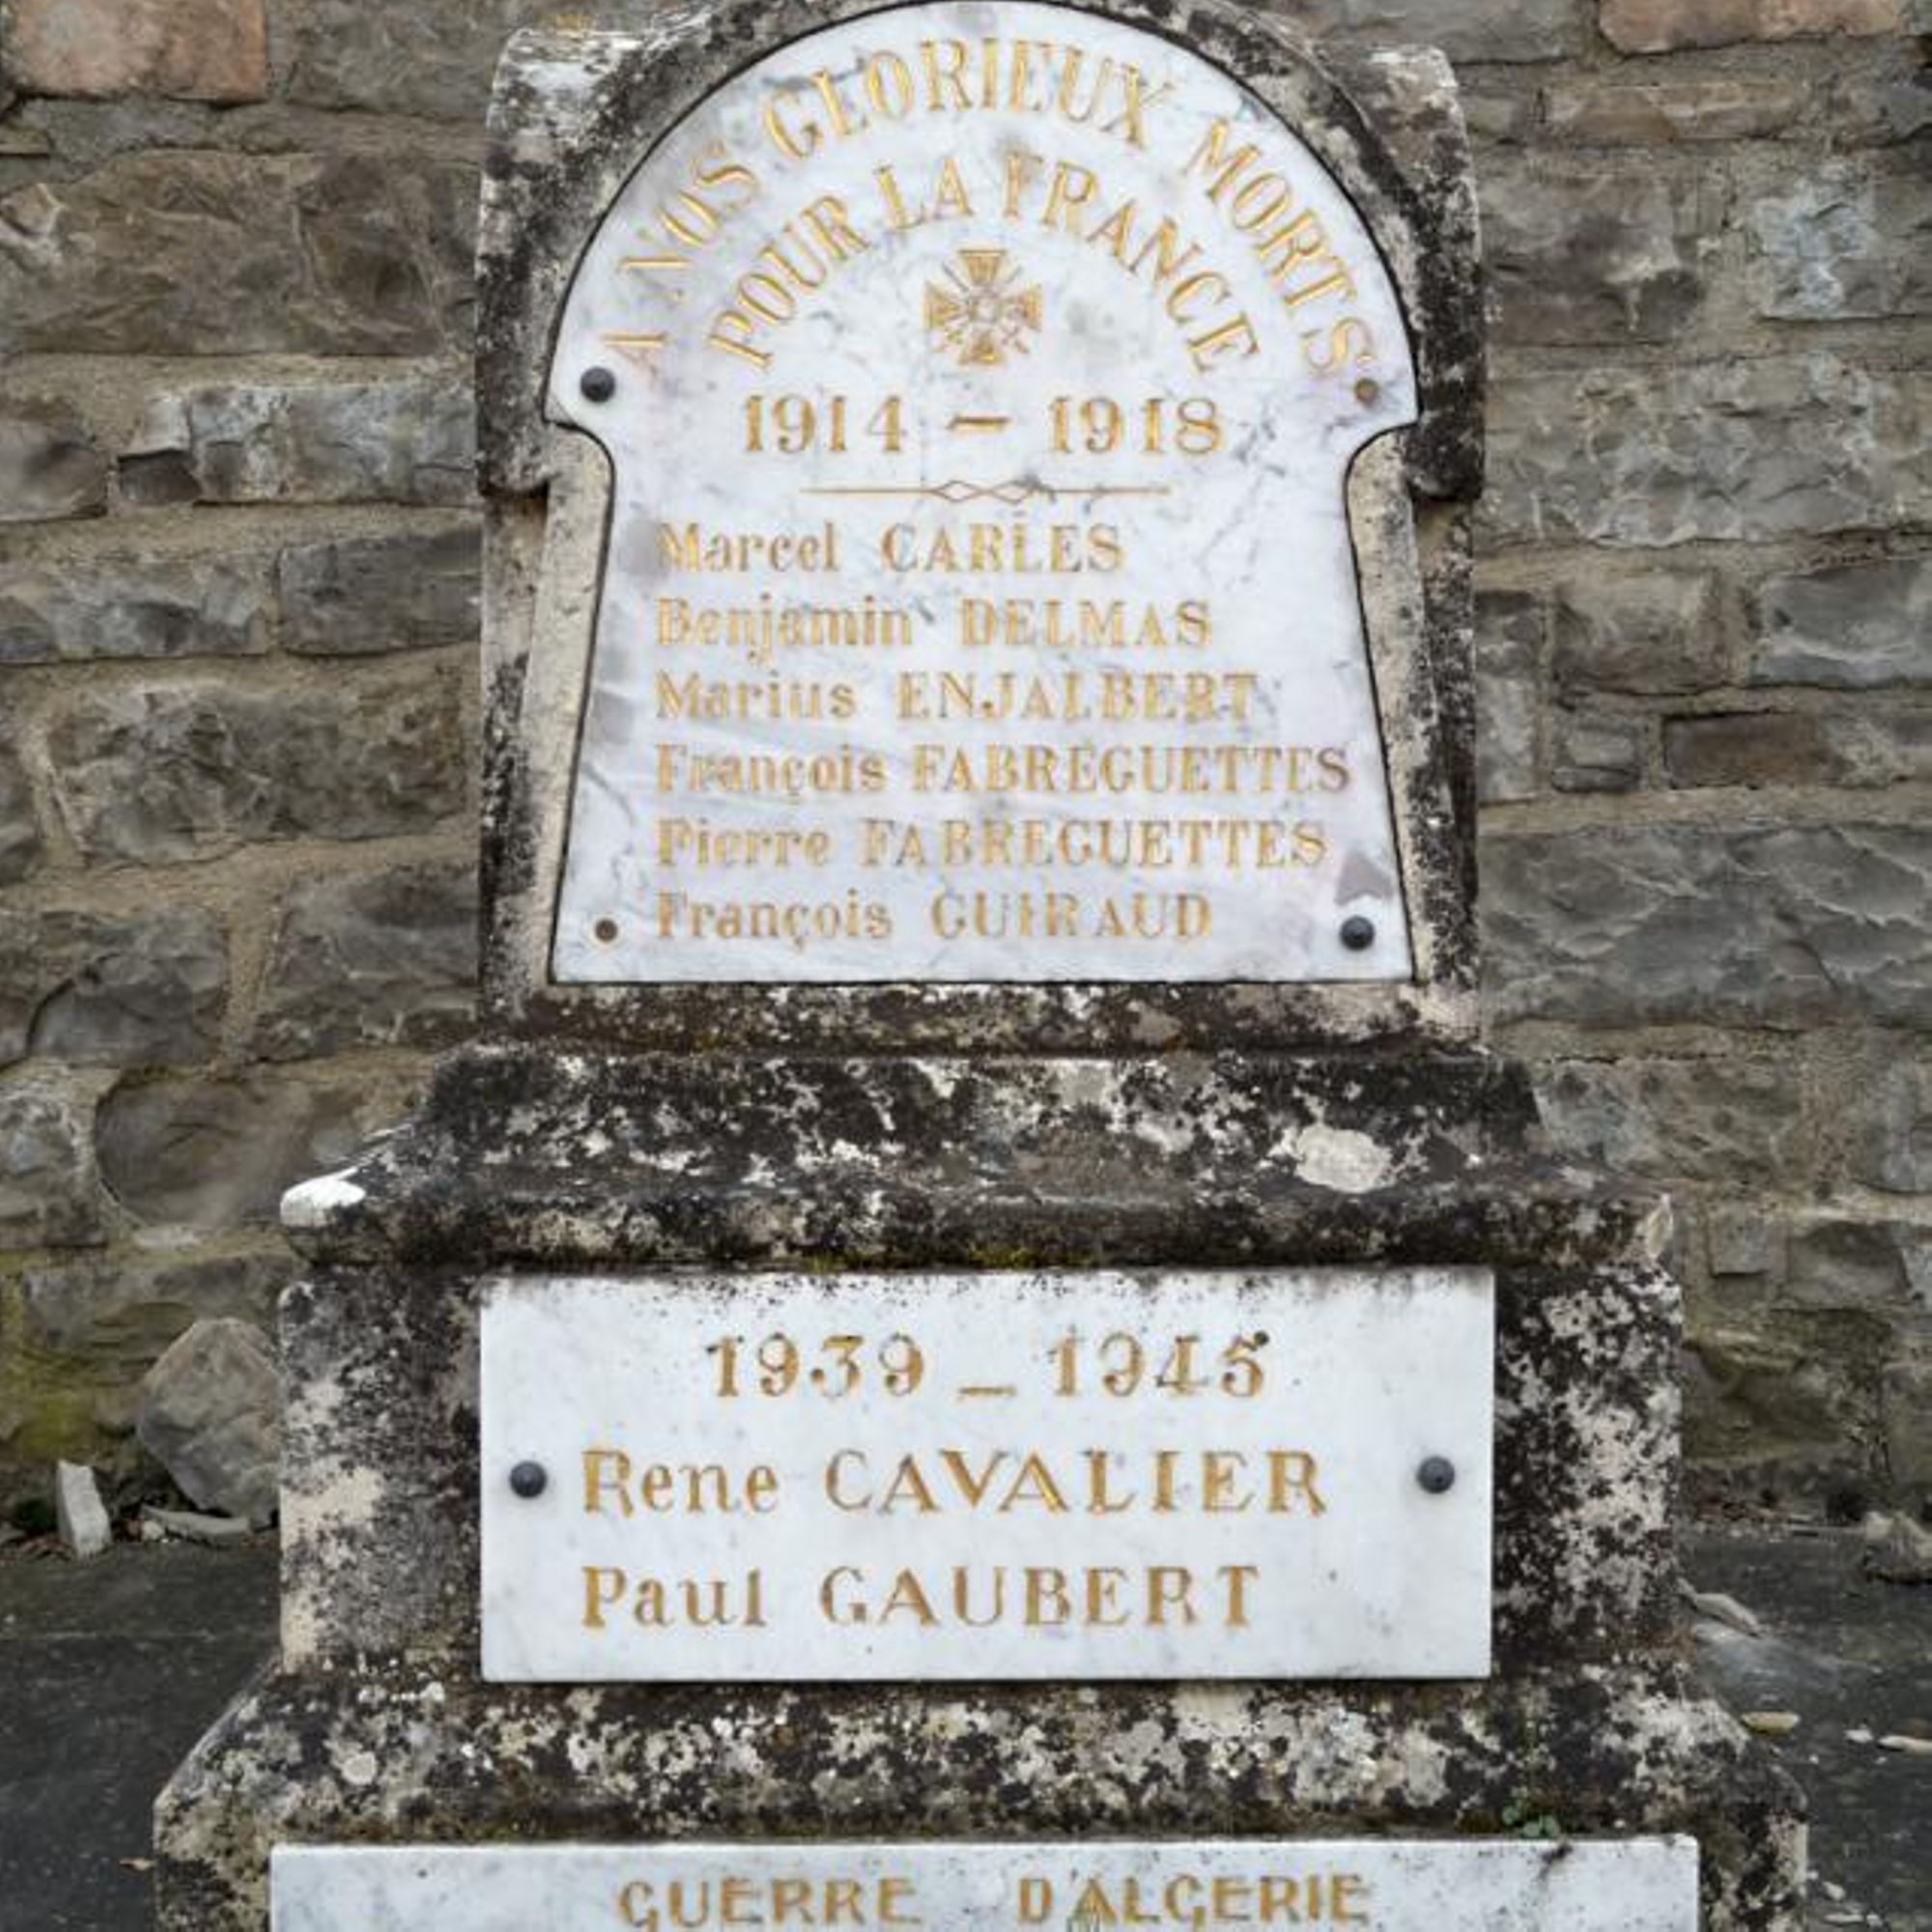 A NOS GLORIEUX MORTS
POUR LA FRANCE
1914 - 1918
Marcel CARLES
Benjamin DELMAS
Marius ENJALBERT
François FABREGUETTES
Pierre FABREGUETTES
François GUIRAUD
1939 - 1945
Rene CAVALIER
Paul GAUBERT
GUERRE D'ALGERIE